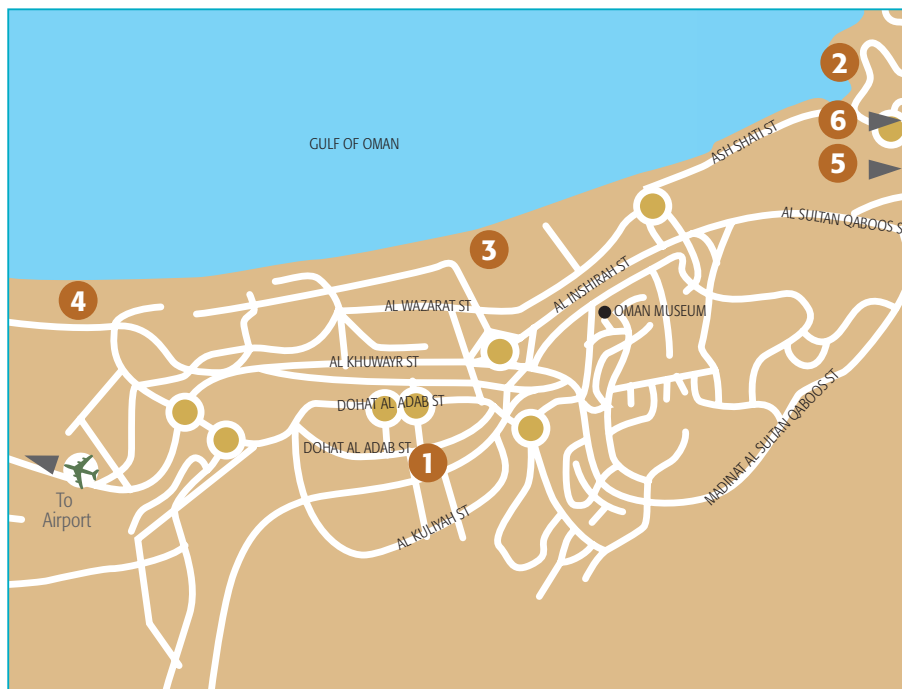 2
6
GULF OF OMAN
ASH SHATI ST
5
AL SULTAN QABOOS S
3
4
AL INSHIRAH ST
AL WAZARAT ST
OMAN MUSEUM
AL KHUWAYR ST
DOHAT AL ADAB ST
DOHAT AL ADAB ST
1
MADINAT AL SULTAN QABOOS ST
To
Airport
AL KULIYAH ST